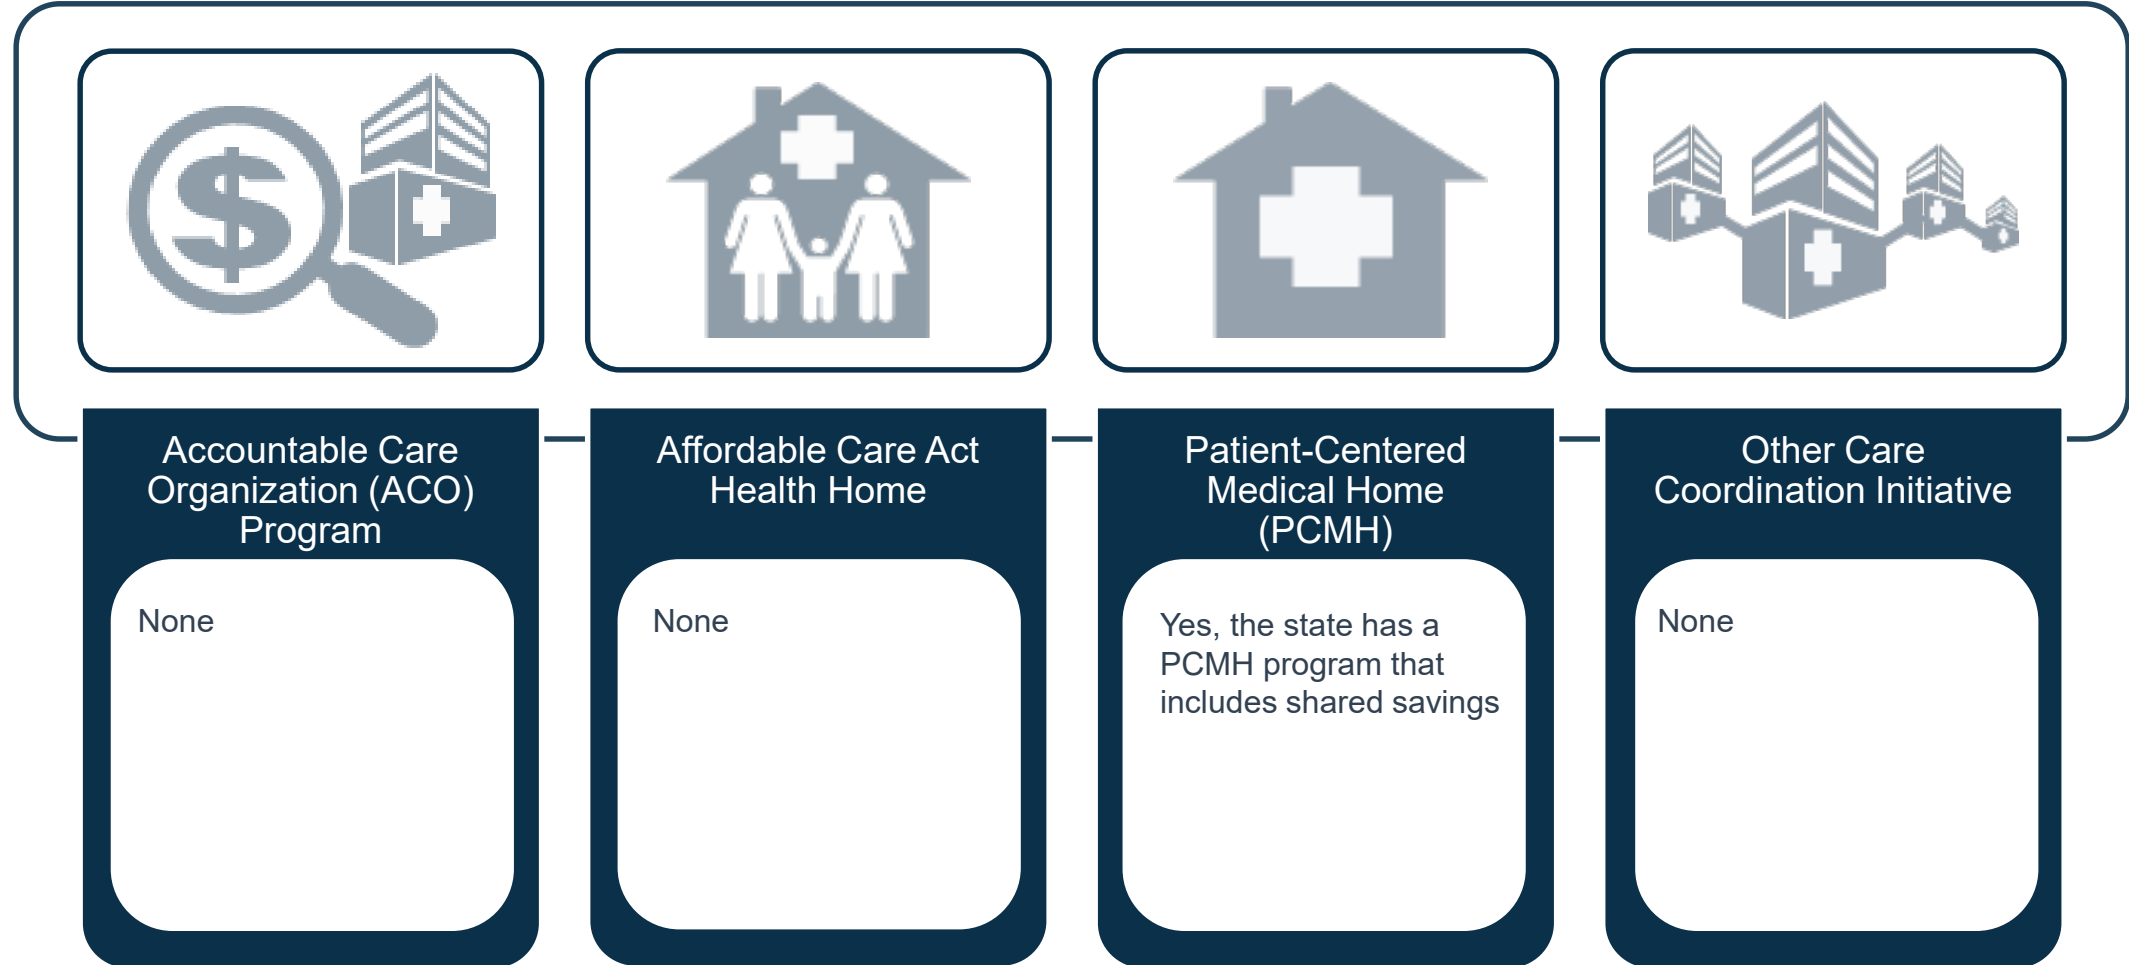 Accountable Care
Organization (ACO)
Program
None
Affordable Care Act
Health Home
None
Patient-Centered
Medical Home
(PCMH)
Yes, the state has a
PCMH program that
includes shared savings
Other Care
Coordination Initiative
None